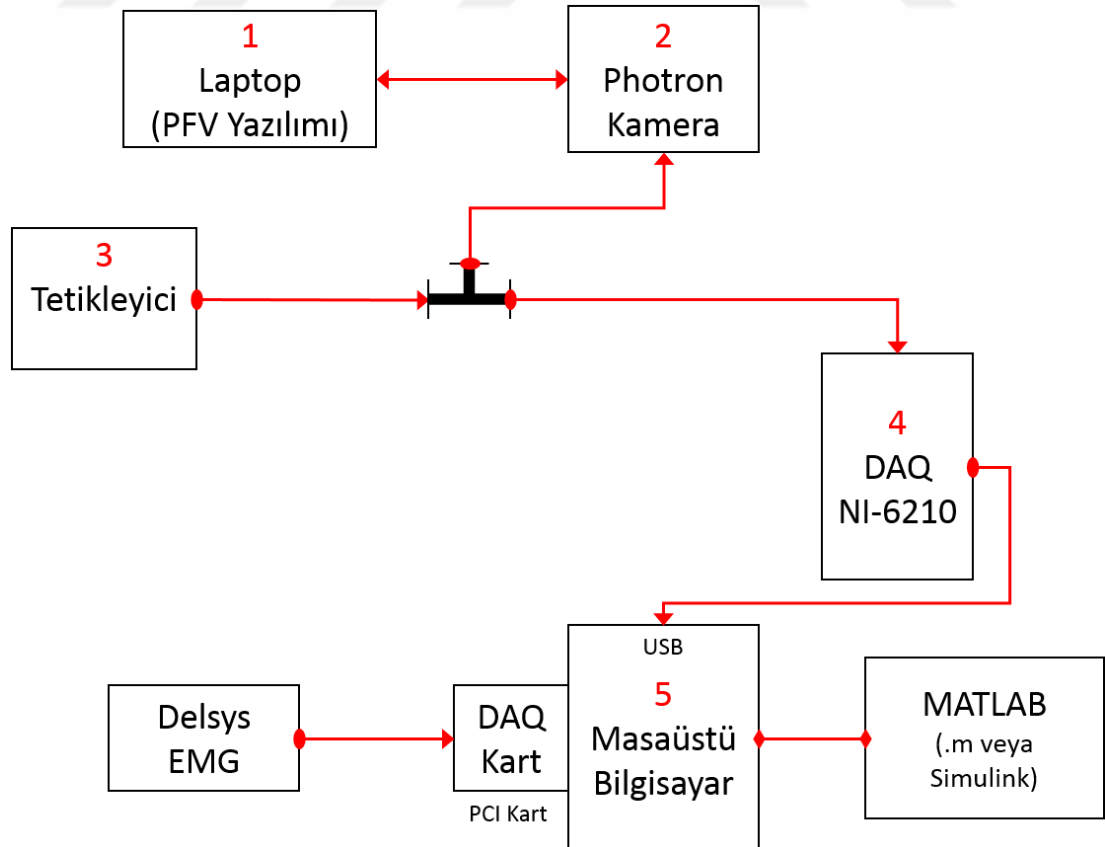 1
Laptop
(PFV Yazılımı)
2
Photron
Kamera
3
Tetikleyici
4
DAQ
NI-6210
USB
5
Masaüstü
Bilgisayar
Delsys
EMG
DAQ
Kart
PCI Kart
MATLAB
(.m veya
Simulink)